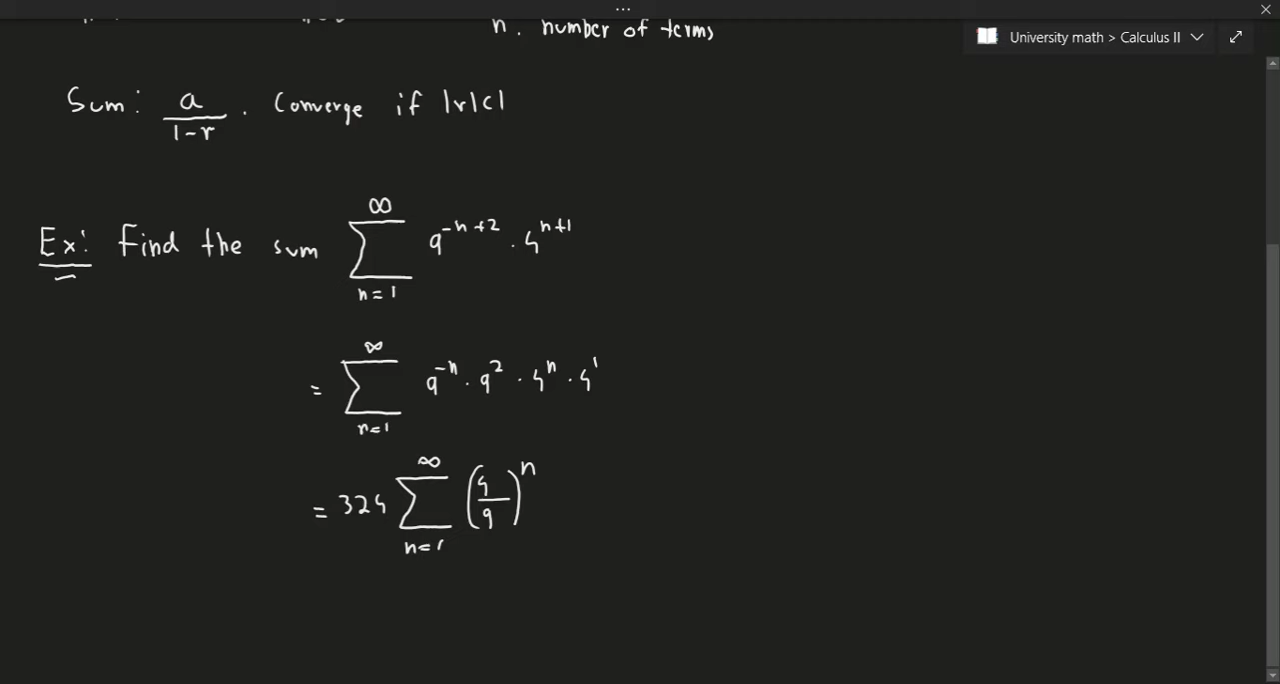 n. number of terms
University math > Calculus II
Sum: a/(1-r). Converge if |r|<1
Ex: Find the sum ∑_{n=1}^{∞} 9^{-n+2} · 4^{n+1}
= ∑_{n=1}^{∞} 9^{-n} · 9^2 · 4^n · 4^1
= 324 ∑_{n=1}^{∞} (4/9)^n